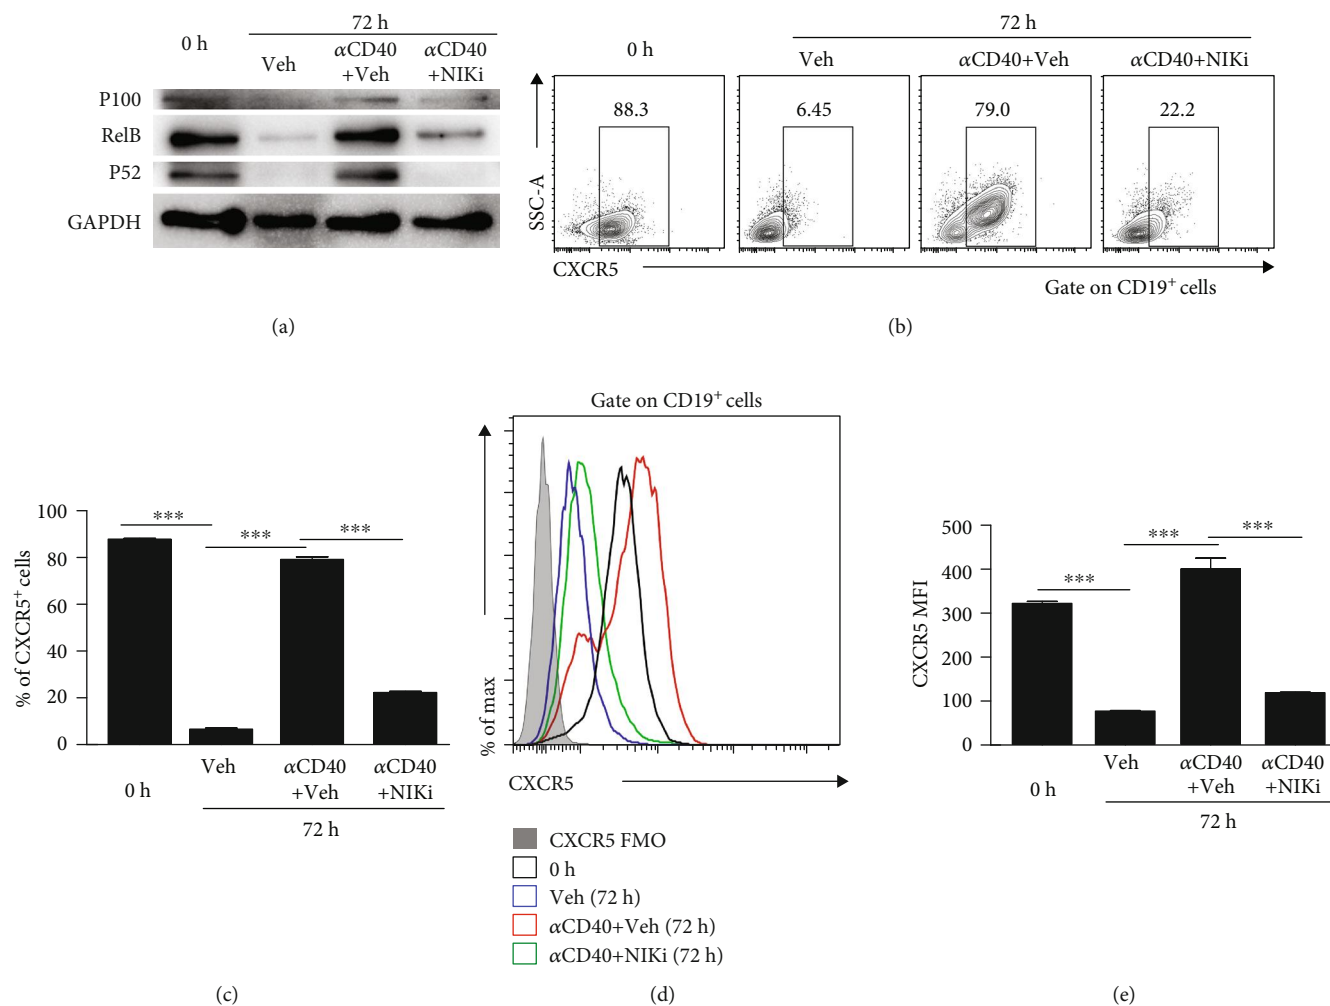 72 h
0 h
Veh
αCD40
+Veh
αCD40
+NIKi
P100
RelB
P52
GAPDH
(a)
72 h
0 h
Veh
αCD40+Veh
αCD40+NIKi
88.3
6.45
79.0
22.2
SSC-A
CXCR5
Gate on CD19⁺ cells
(b)
% of CXCR5⁺ cells
100
80
60
40
20
0
***
***
***
0 h
Veh
αCD40
+Veh
αCD40
+NIKi
72 h
(c)
Gate on CD19⁺ cells
% of max
CXCR5
CXCR5 FMO
0 h
Veh (72 h)
αCD40+Veh (72 h)
αCD40+NIKi (72 h)
(d)
CXCR5 MFI
500
400
300
200
100
0
***
***
***
0 h
Veh
αCD40
+Veh
αCD40
+NIKi
72 h
(e)